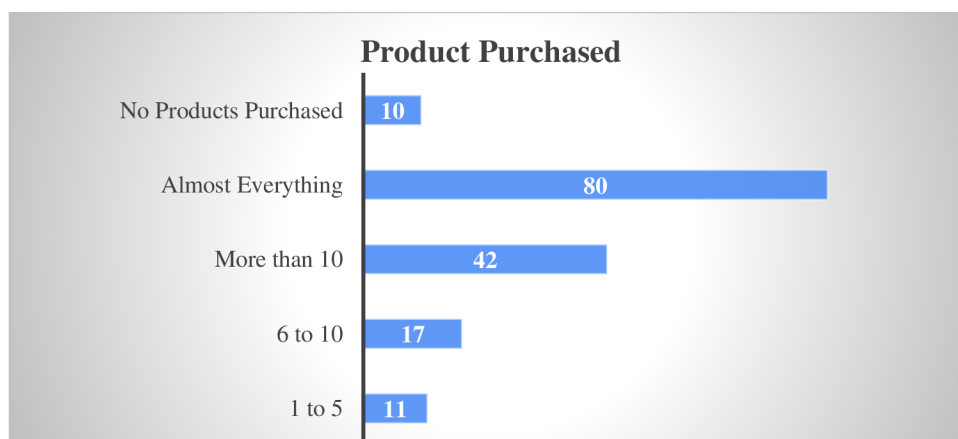 Product Purchased
No Products Purchased 10
Almost Everything 80
More than 10 42
6 to 10 17
1 to 5 11